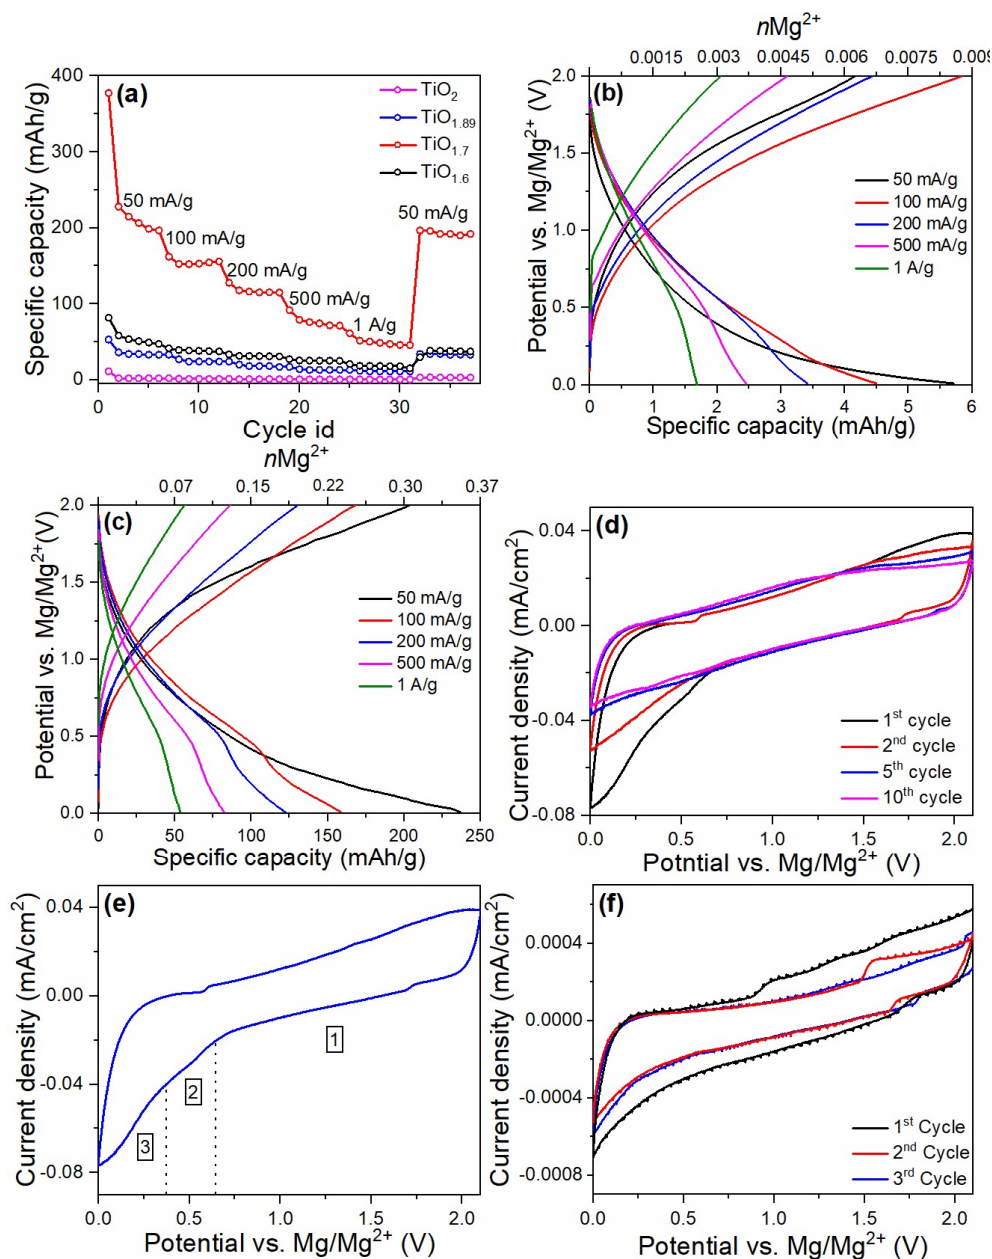 (a)
TiO2
TiO1.89
TiO1.7
TiO1.6
50 mA/g
100 mA/g
200 mA/g
500 mA/g
1 A/g
50 mA/g
400
300
200
100
0
Specific capacity (mAh/g)
0 10 20 30
Cycle id
nMg2+
0.0015 0.003 0.0045 0.006 0.0075 0.009
(b)
50 mA/g
100 mA/g
200 mA/g
500 mA/g
1 A/g
2.0
1.5
1.0
0.5
0.0
Potential vs. Mg/Mg2+ (V)
0 1 2 3 4 5 6
Specific capacity (mAh/g)
nMg2+
0.07 0.15 0.22 0.30 0.37
(c)
50 mA/g
100 mA/g
200 mA/g
500 mA/g
1 A/g
2.0
1.5
1.0
0.5
0.0
Potential vs. Mg/Mg2+(V)
0 50 100 150 200 250
Specific capacity (mAh/g)
(d)
1st cycle
2nd cycle
5th cycle
10th cycle
0.04
0.00
-0.04
-0.08
Current density (mA/cm2)
0.0 0.5 1.0 1.5 2.0
Potntial vs. Mg/Mg2+ (V)
(e)
1
2
3
0.04
0.00
-0.04
-0.08
Current density (mA/cm2)
0.0 0.5 1.0 1.5 2.0
Potential vs. Mg/Mg2+ (V)
(f)
1st Cycle
2nd Cycle
3rd Cycle
0.0004
0.0000
-0.0004
-0.0008
Current density (mA/cm2)
0.0 0.5 1.0 1.5 2.0
Potential vs. Mg/Mg2+ (V)